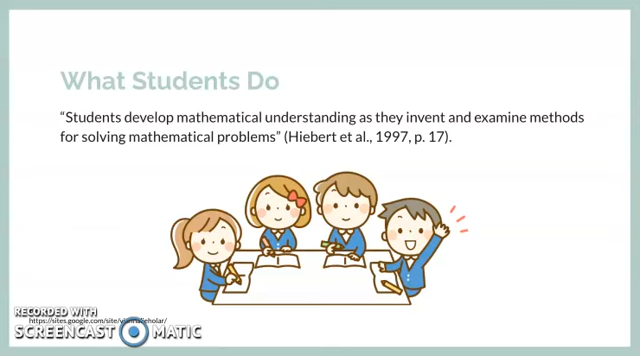 What Students Do
“Students develop mathematical understanding as they invent and examine methods
for solving mathematical problems” (Hiebert et al., 1997, p. 17).
RECORDED WITH
SCREENCAST MATIC